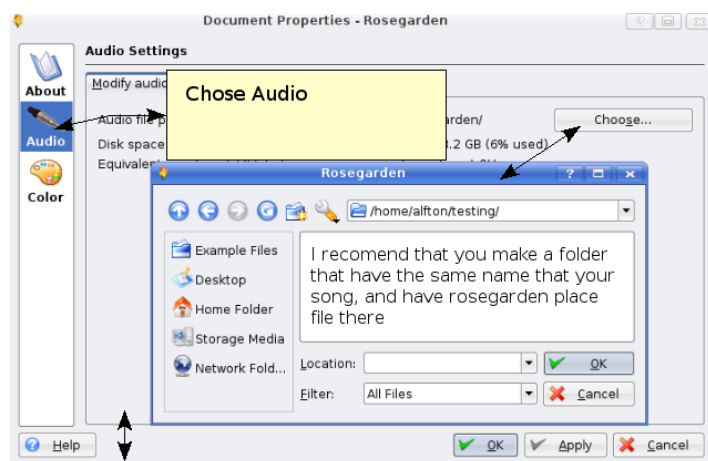 Document Properties - Rosegarden
Audio Settings
About
Audio
Color
Modify audio
Chose Audio
Audio file p
arden/
Choose...
Disk space
.2 GB (6% used)
Equivalen
Rosegarden
/home/alfton/testing/
Example Files
Desktop
Home Folder
Storage Media
Network Fold...
I recomend that you make a folder
that have the same name that your
song, and have rosegarden place
file there
Location:
OK
Filter:
All Files
Cancel
Help
OK
Apply
Cancel